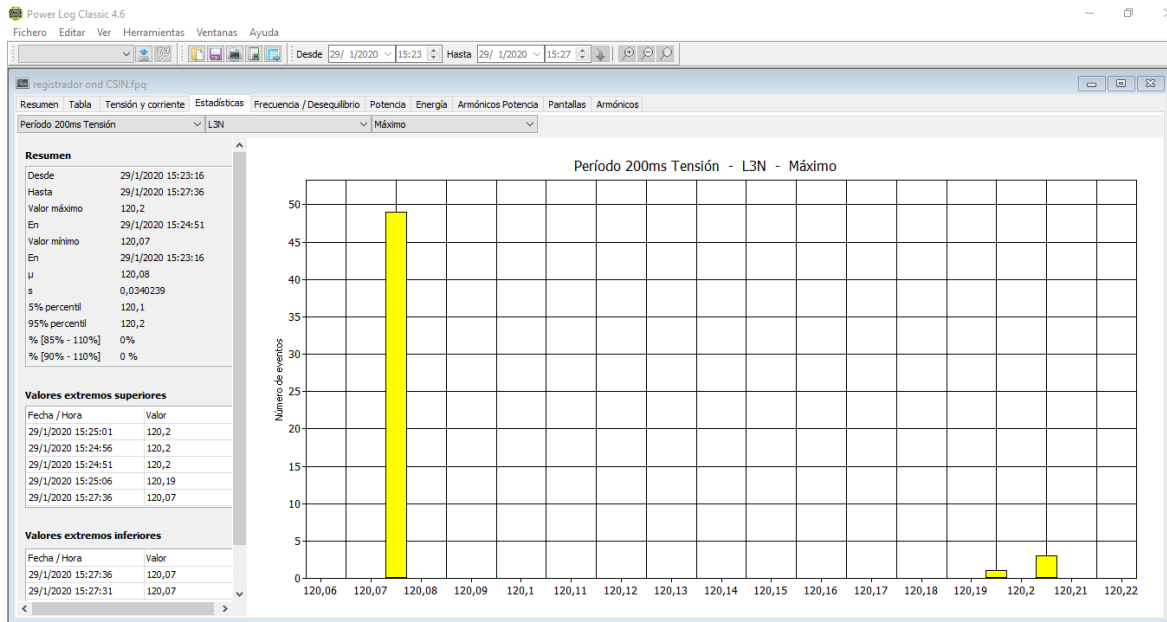 Power Log Classic 4.6
Fichero Editar Ver Herramientas Ventanas Ayuda
Desde 29/ 1/2020 15:23 Hasta 29/ 1/2020 15:27
registrador ond CSIN.fpq
Resumen Tabla Tensión y corriente Estadísticas Frecuencia / Desequilibrio Potencia Energía Armónicos Potencia Pantallas Armónicos
Período 200ms Tensión L3N Máximo
Resumen
Desde 29/1/2020 15:23:16
Hasta 29/1/2020 15:27:36
Valor máximo 120,2
En 29/1/2020 15:24:51
Valor mínimo 120,07
En 29/1/2020 15:23:16
µ 120,08
s 0,0340239
5% percentil 120,1
95% percentil 120,2
% [85% - 110%] 0%
% [90% - 110%] 0 %
Valores extremos superiores
Fecha / Hora Valor
29/1/2020 15:25:01 120,2
29/1/2020 15:24:56 120,2
29/1/2020 15:24:51 120,2
29/1/2020 15:25:06 120,19
29/1/2020 15:27:36 120,07
Valores extremos inferiores
Fecha / Hora Valor
29/1/2020 15:27:36 120,07
29/1/2020 15:27:31 120,07
Período 200ms Tensión - L3N - Máximo
Número de eventos
50
45
40
35
30
25
20
15
10
5
0
120,06 120,07 120,08 120,09 120,1 120,11 120,12 120,13 120,14 120,15 120,16 120,17 120,18 120,19 120,2 120,21 120,22